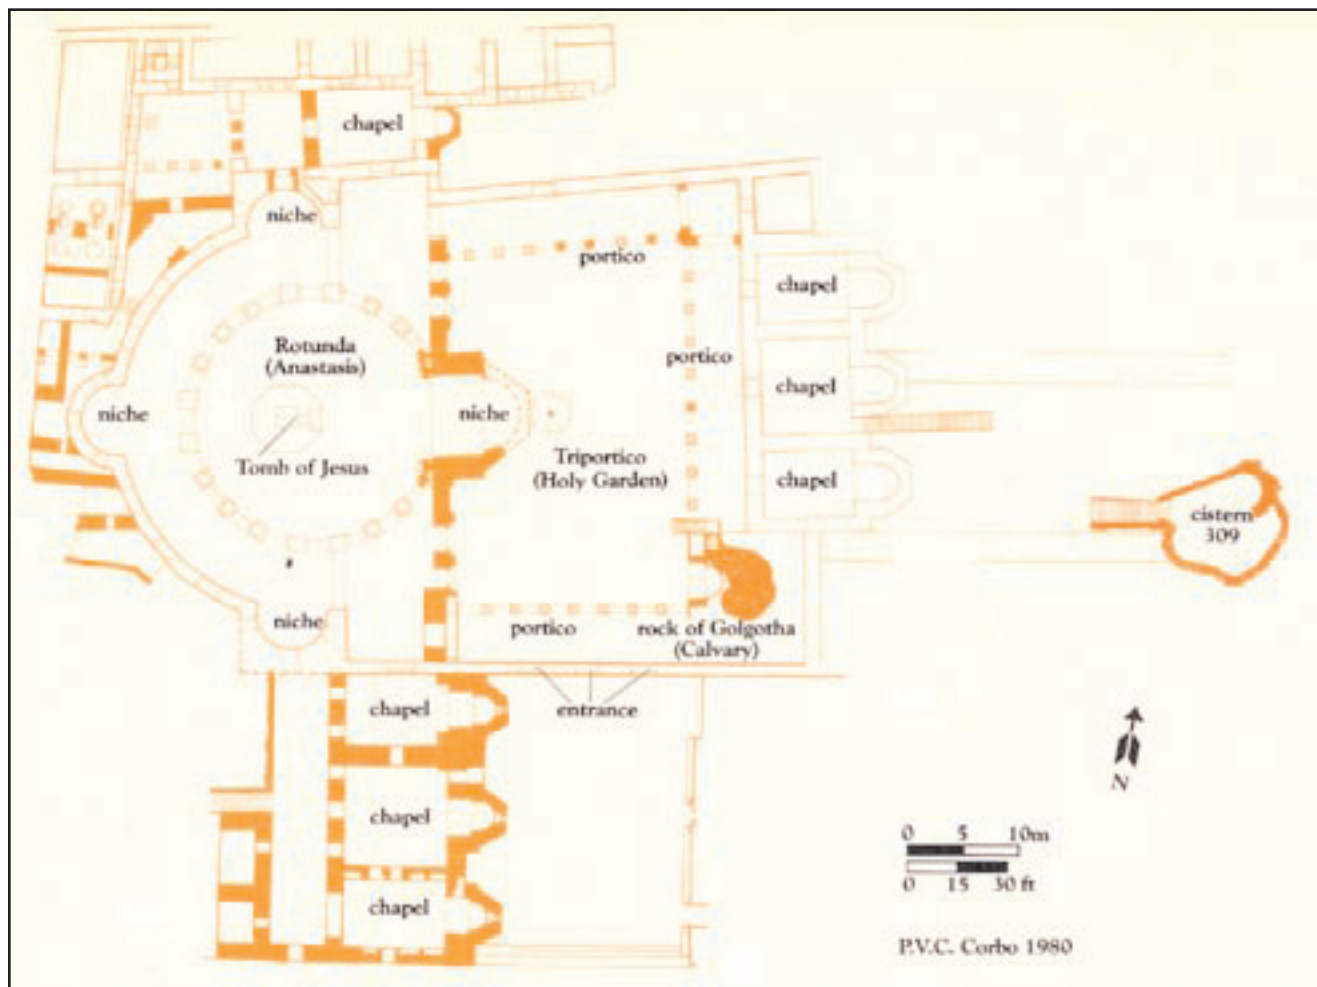 chapel
niche
portico
chapel
Rotunda
(Anastasis)
portico
chapel
niche
niche
Tomb of Jesus
Triportico
(Holy Garden)
chapel
cistern
309
niche
portico
rock of Golgotha
(Calvary)
chapel
entrance
N
chapel
0 5 10m
0 15 30 ft
chapel
P.V.C. Corbo 1980